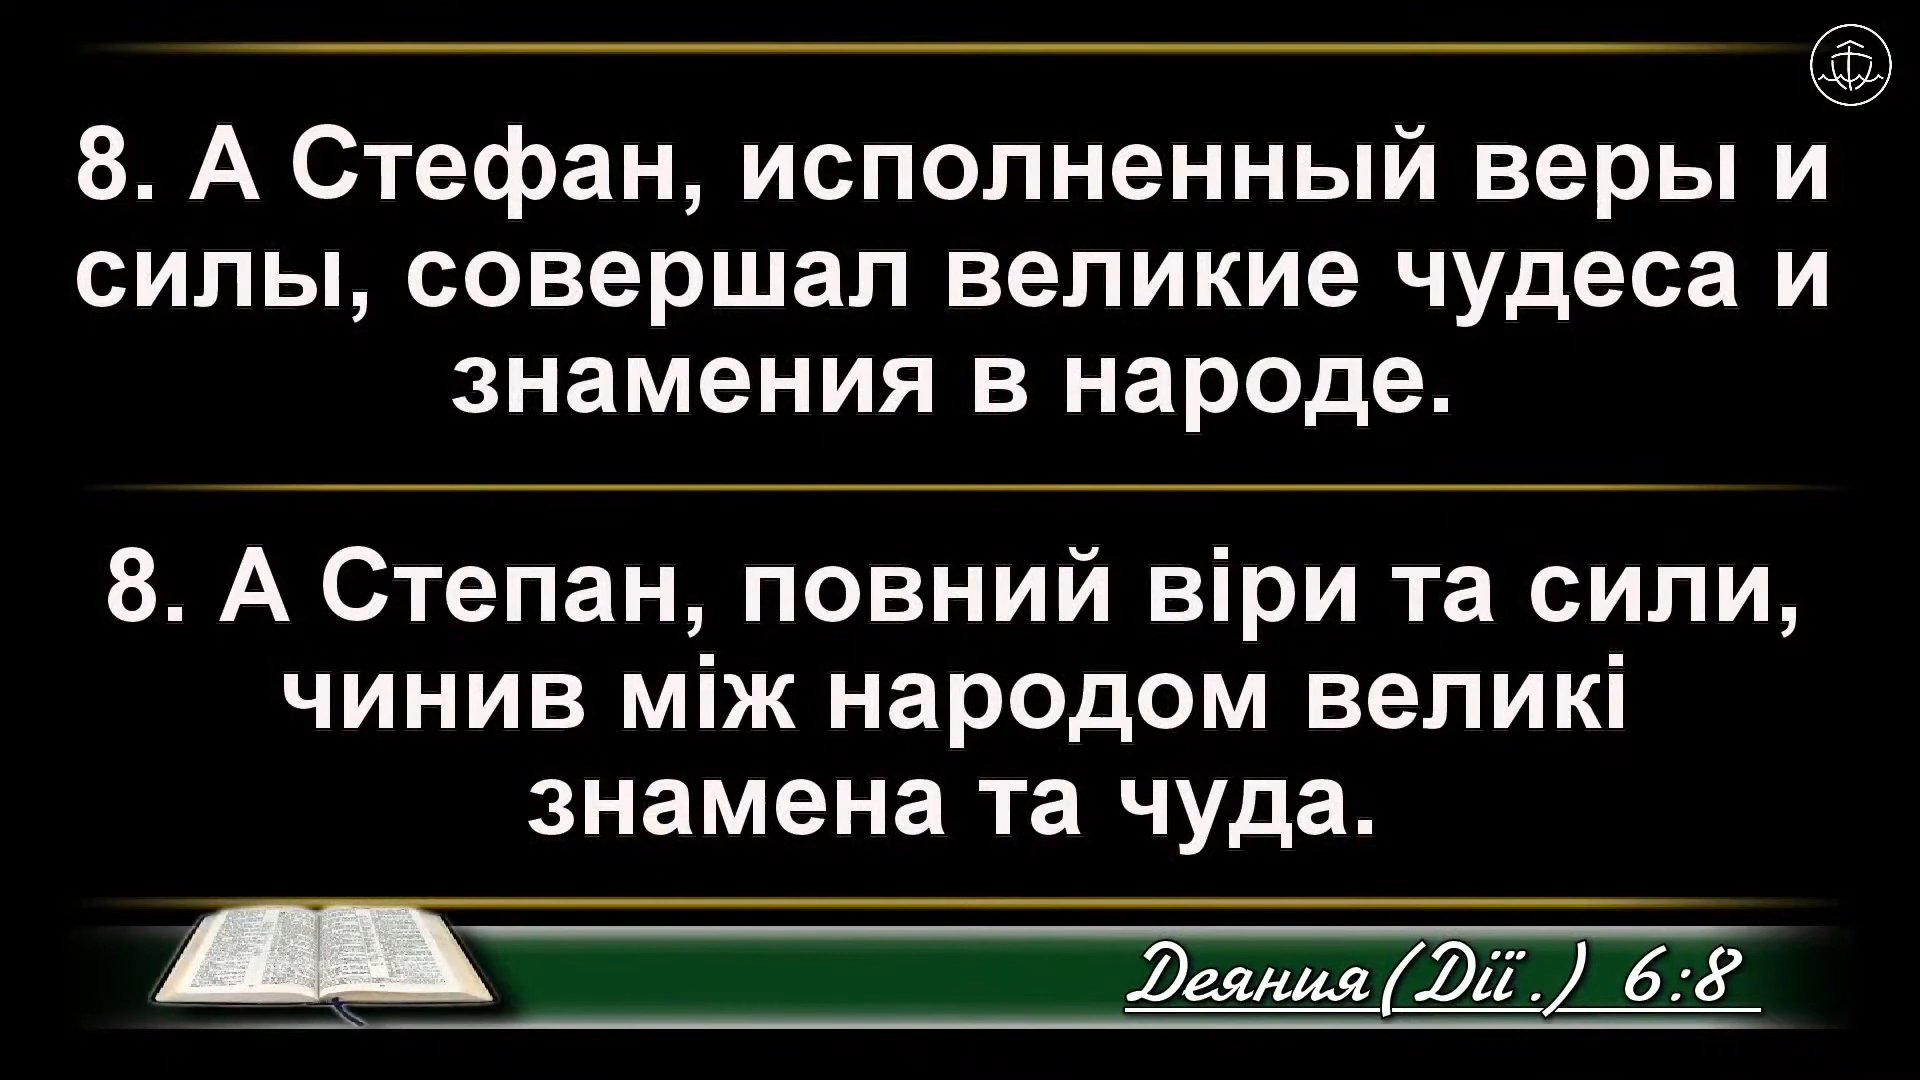 8. А Стефан, исполненный веры и
силы, совершал великие чудеса и
знамения в народе.
8. А Степан, повний віри та сили,
чинив між народом великі
знамена та чуда.
Деяния(Дії.) 6:8